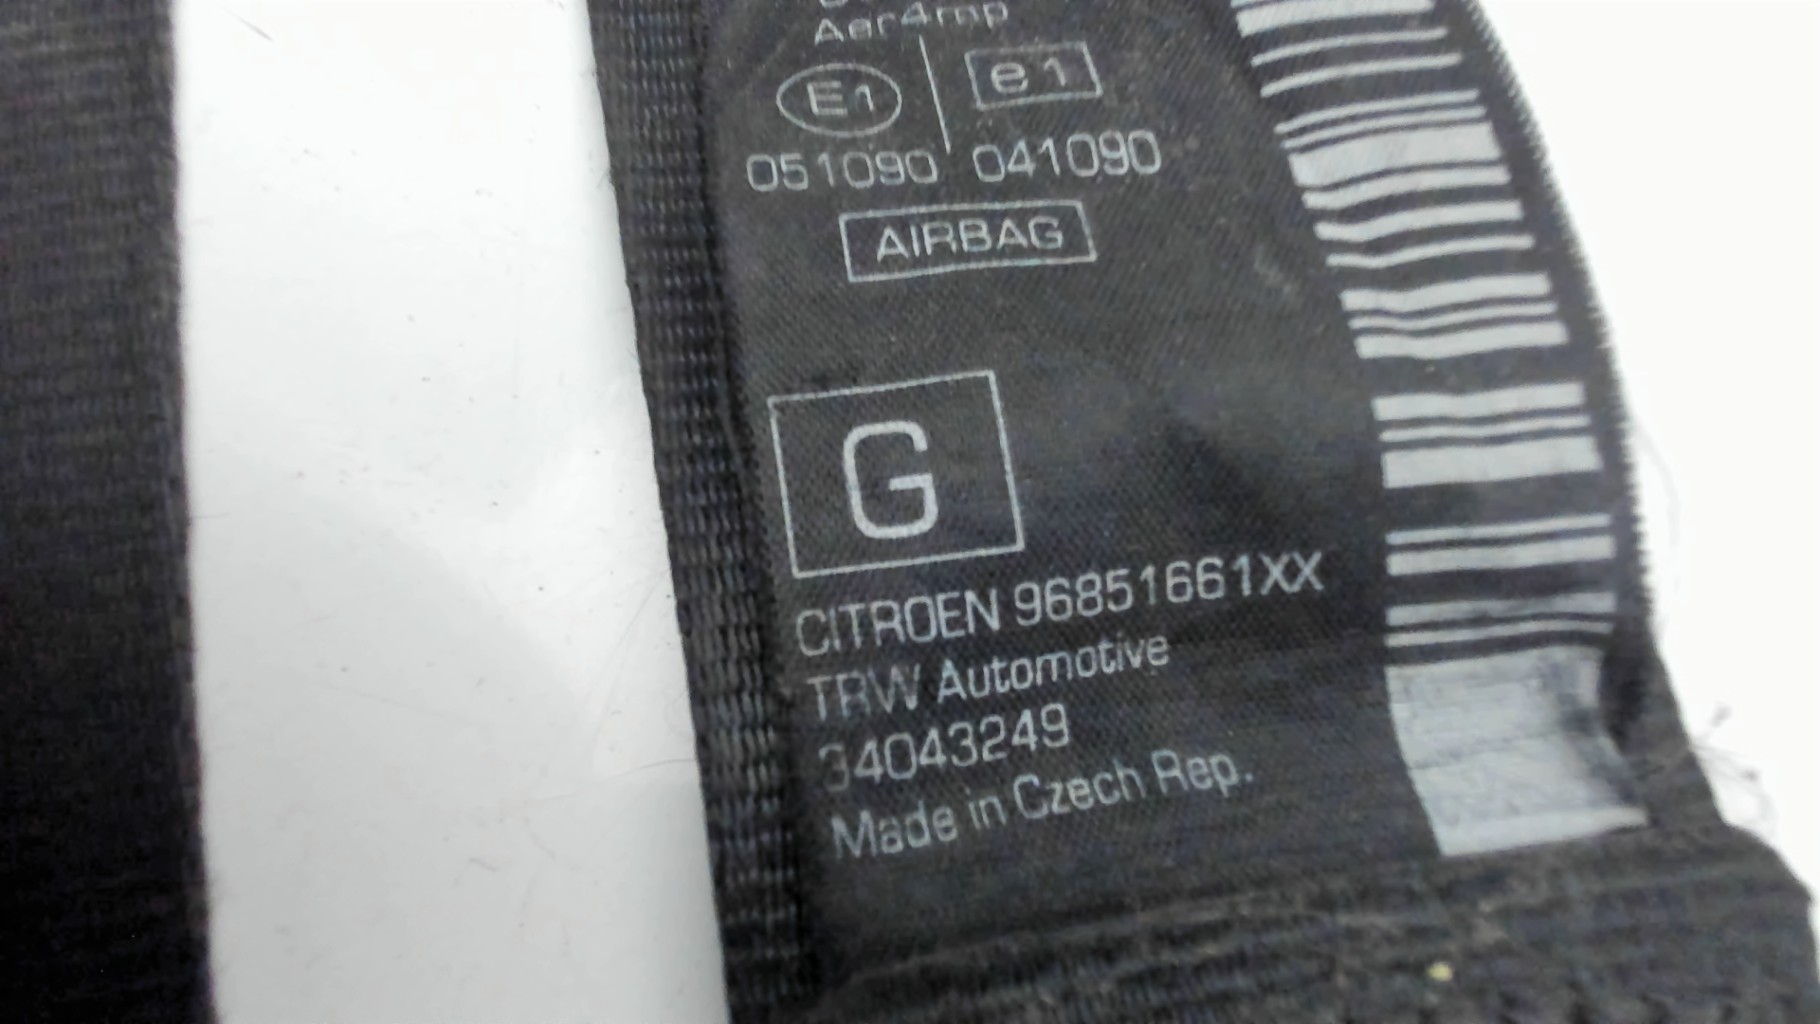 Aer4mp
E1 e1
051090 041090
AIRBAG
G
CITROEN 96851661XX
TRW Automotive
34043249
Made in Czech Rep.